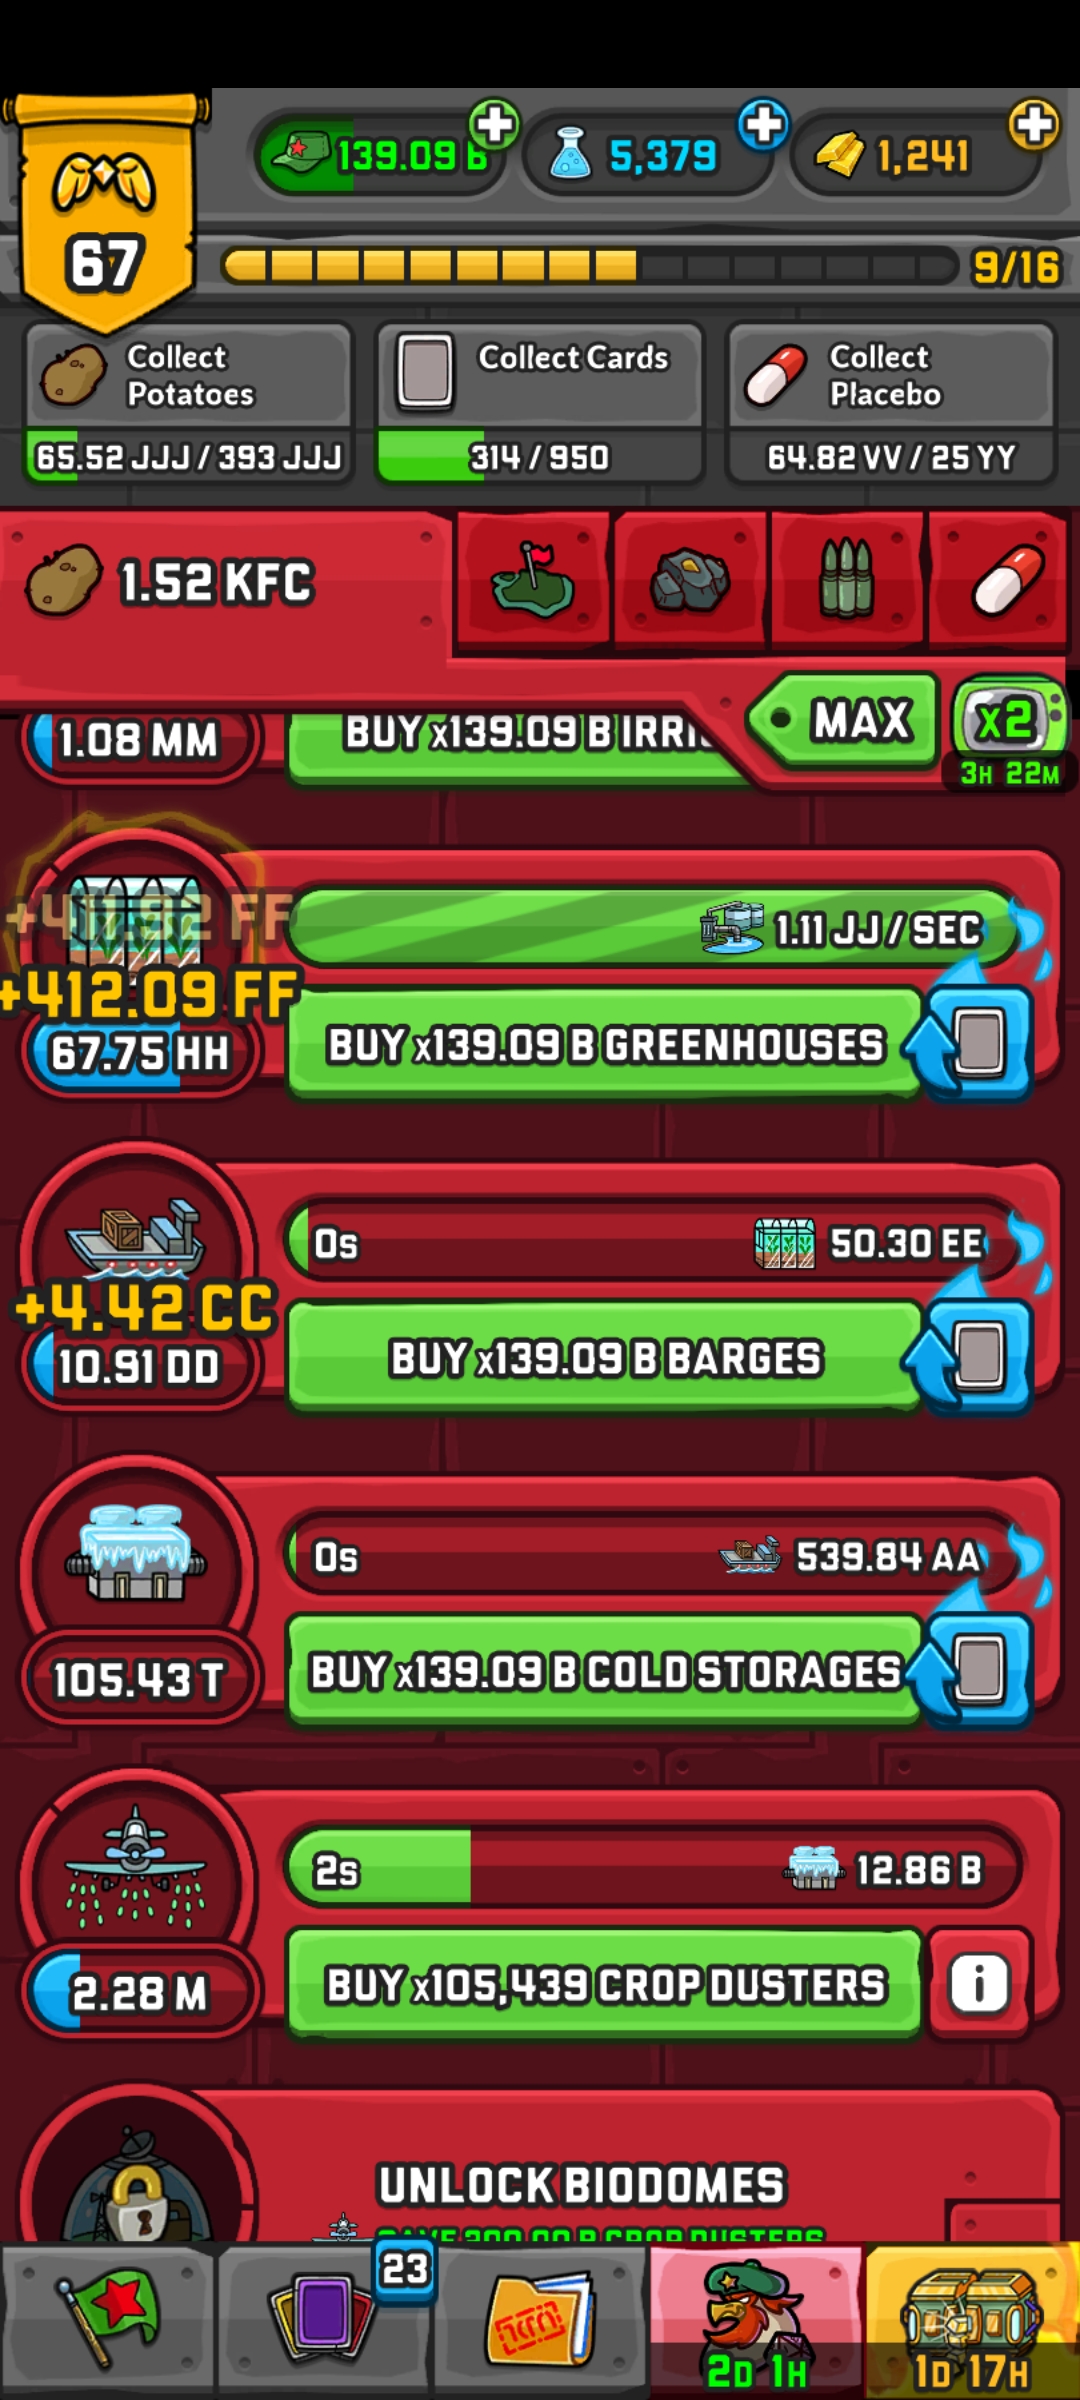 67
139.09 B
5,379
1,241
9/16
Collect Potatoes
65.52 JJJ / 393 JJJ
Collect Cards
314 / 950
Collect Placebo
64.82 VV / 25 YY
1.52 KFC
MAX
x2
3H 22M
1.08 MM
BUY x139.09 B IRRI
+411.92 FF
+412.09 FF
67.75 HH
1.11 JJ / SEC
BUY x139.09 B GREENHOUSES
+4.42 CC
10.91 DD
0s
50.30 EE
BUY x139.09 B BARGES
105.43 T
0s
539.84 AA
BUY x139.09 B COLD STORAGES
2.28 M
2s
12.86 B
BUY x105,439 CROP DUSTERS
i
UNLOCK BIODOMES
23
2D 1H
1D 17H